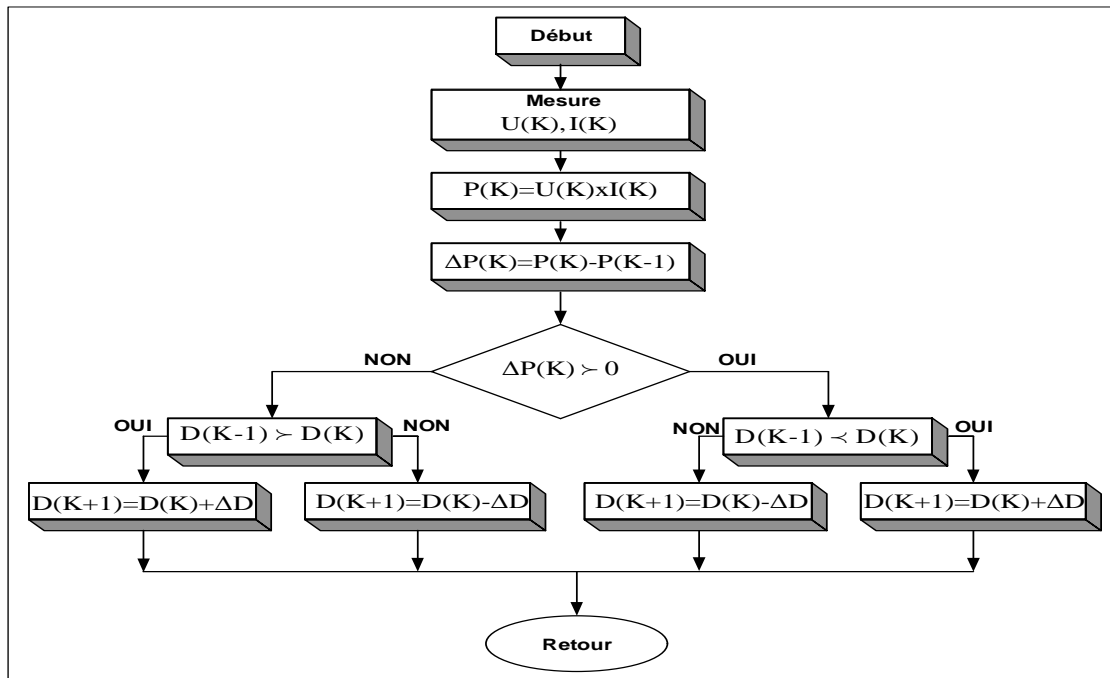 Début
Mesure
U(K),I(K)
P(K)=U(K)xI(K)
ΔP(K)=P(K)-P(K-1)
ΔP(K)≻0
NON
OUI
OUI
D(K-1)≻D(K)
NON
NON
D(K-1)≺D(K)
OUI
D(K+1)=D(K)+ΔD
D(K+1)=D(K)-ΔD
D(K+1)=D(K)-ΔD
D(K+1)=D(K)+ΔD
Retour